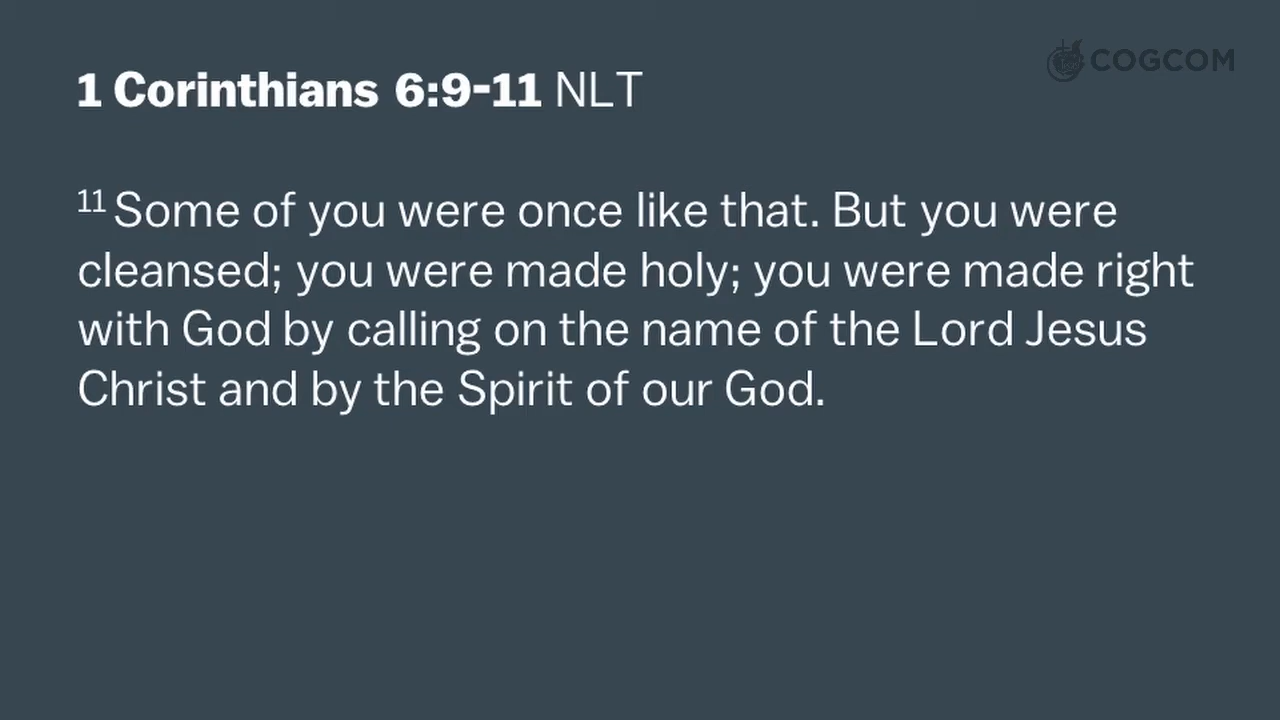 COGCOM
1 Corinthians 6:9-11 NLT
11 Some of you were once like that. But you were
cleansed; you were made holy; you were made right
with God by calling on the name of the Lord Jesus
Christ and by the Spirit of our God.